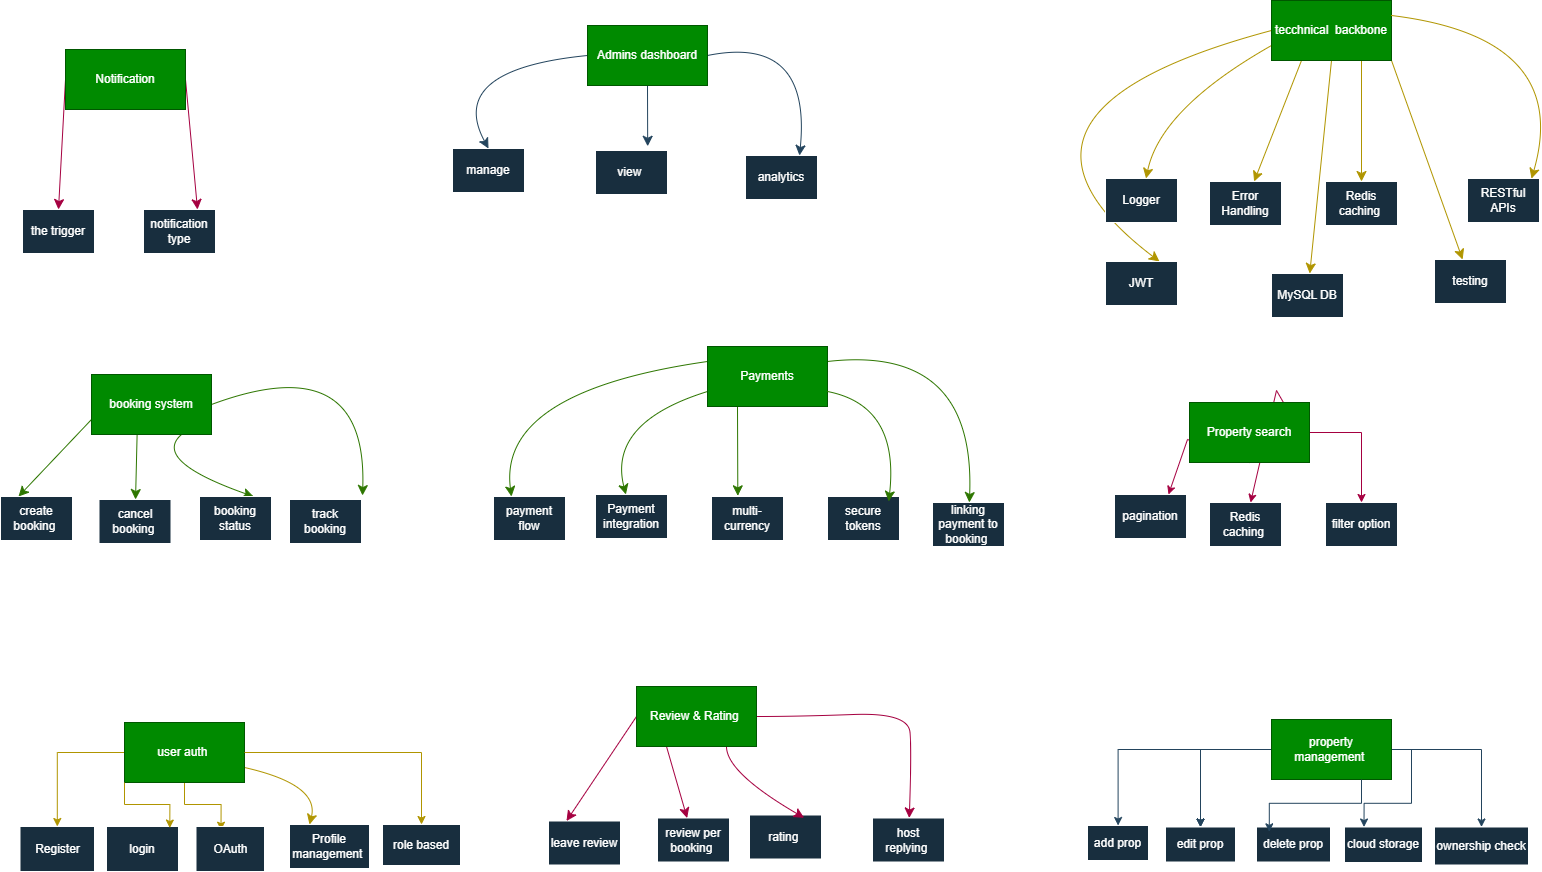 Notification
the trigger
notification
type
Admins dashboard
manage
view
analytics
tecchnical  backbone
Logger
Error
Handling
Redis
caching
RESTful
APIs
JWT
MySQL DB
testing
booking system
create
booking
cancel
booking
booking
status
track
booking
Payments
payment
flow
Payment
integration
multi-
currency
secure
tokens
linking
payment to
booking
Property search
pagination
Redis
caching
filter option
user auth
Register
login
OAuth
Profile
management
role based
Review & Rating
leave review
review per
booking
rating
host
replying
property
management
add prop
edit prop
delete prop
cloud storage
ownership check